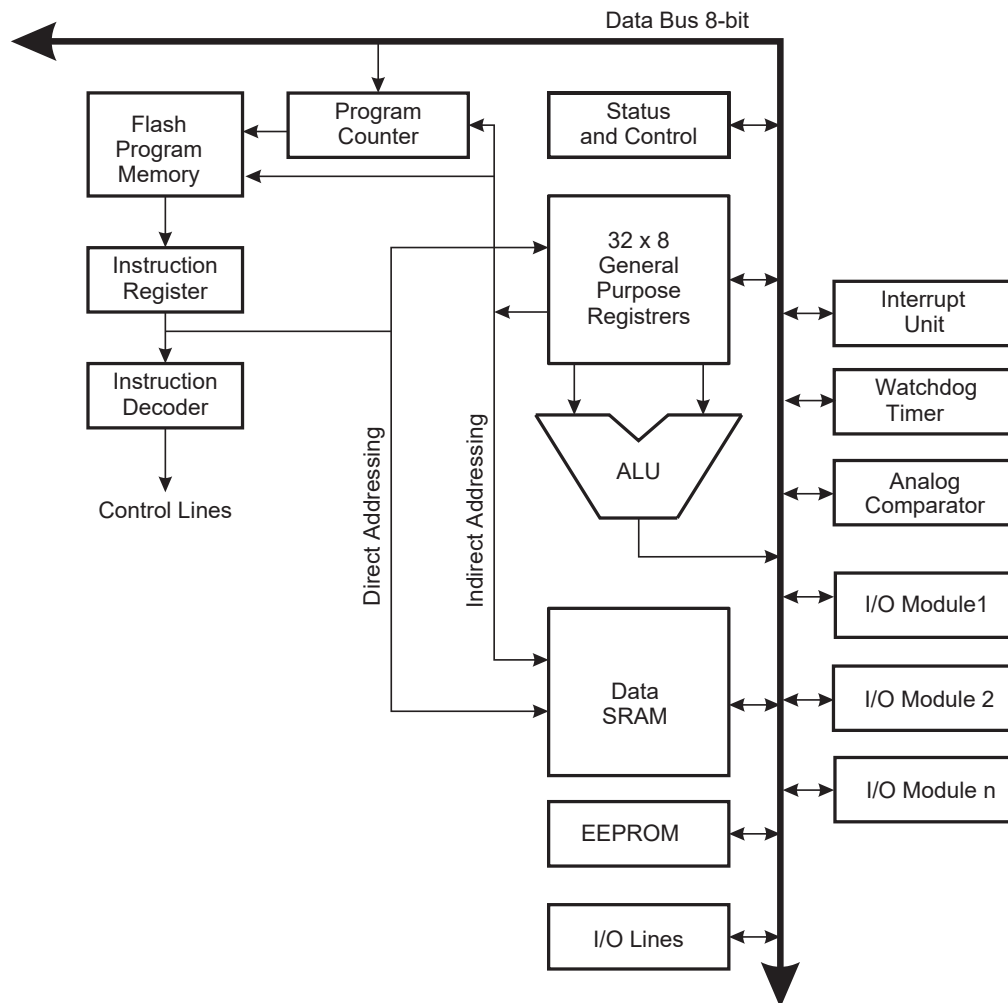 Data Bus 8-bit
Flash
Program
Memory
Program
Counter
Status
and Control
32 x 8
General
Purpose
Registrers
Instruction
Register
Instruction
Decoder
Control Lines
Direct Addressing
Indirect Addressing
ALU
Interrupt
Unit
Watchdog
Timer
Analog
Comparator
I/O Module1
Data
SRAM
I/O Module 2
I/O Module n
EEPROM
I/O Lines